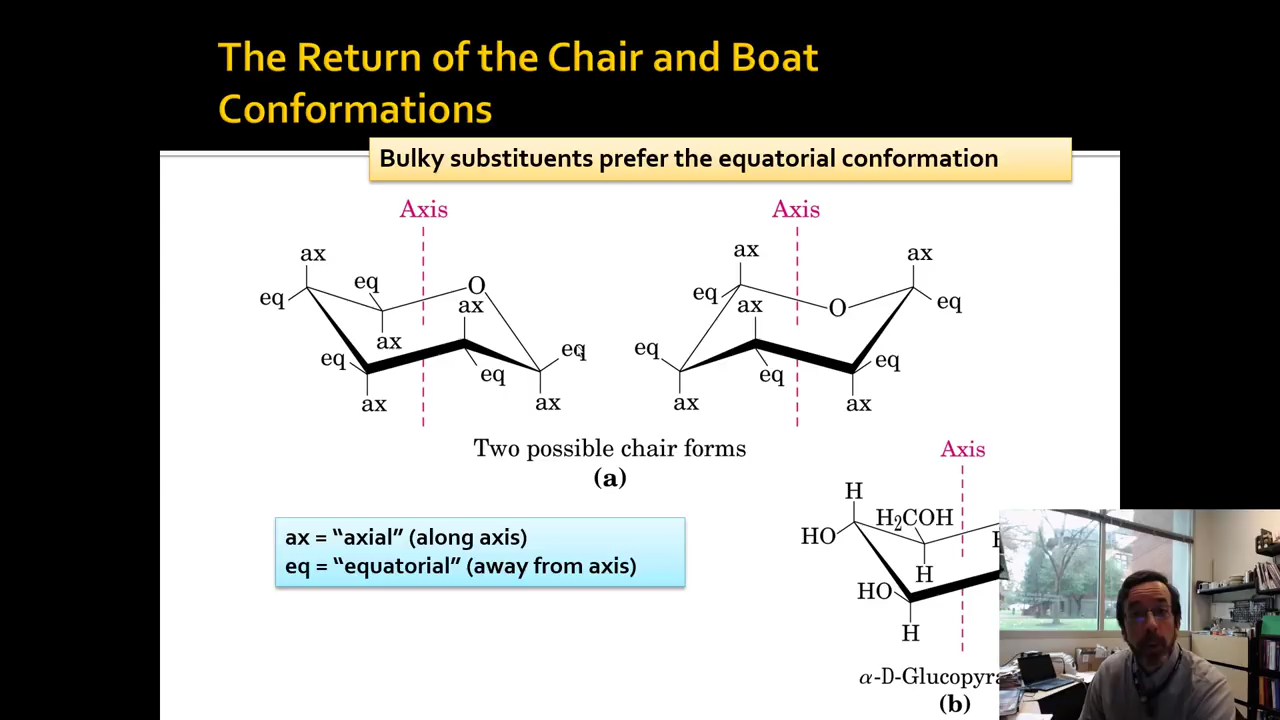 The Return of the Chair and Boat
Conformations
Bulky substituents prefer the equatorial conformation
Axis
Axis
ax
eq
eq
O
ax
ax
eq
eq
eq
ax
ax
ax
ax
eq
ax
O
ax
eq
eq
eq
eq
ax
ax
Two possible chair forms
(a)
ax = “axial” (along axis)
eq = “equatorial” (away from axis)
Axis
H
H2COH
HO
H
HO
H
α-D-Glucopyra
(b)